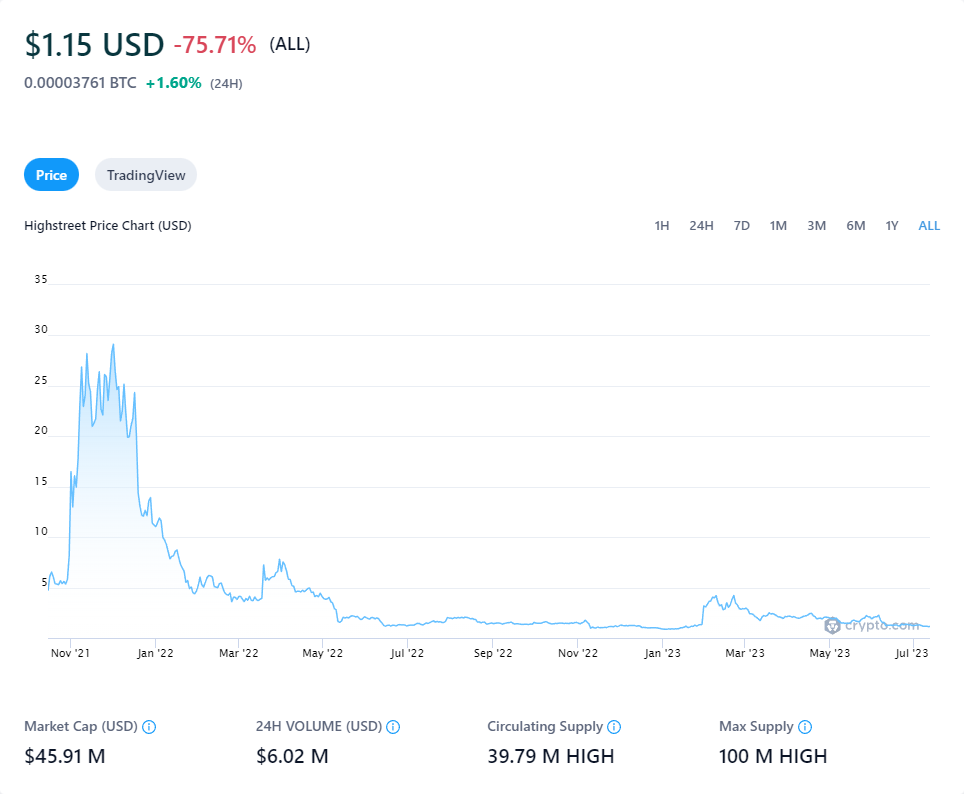 $1.15 USD -75.71% (ALL)
0.00003761 BTC +1.60% (24H)
Price TradingView
Highstreet Price Chart (USD) 1H 24H 7D 1M 3M 6M 1Y ALL
35
30
25
20
15
10
5
crypto.com
Nov '21 Jan '22 Mar '22 May '22 Jul '22 Sep '22 Nov '22 Jan '23 Mar '23 May '23 Jul '23
Market Cap (USD) 24H VOLUME (USD) Circulating Supply Max Supply
$45.91 M $6.02 M 39.79 M HIGH 100 M HIGH